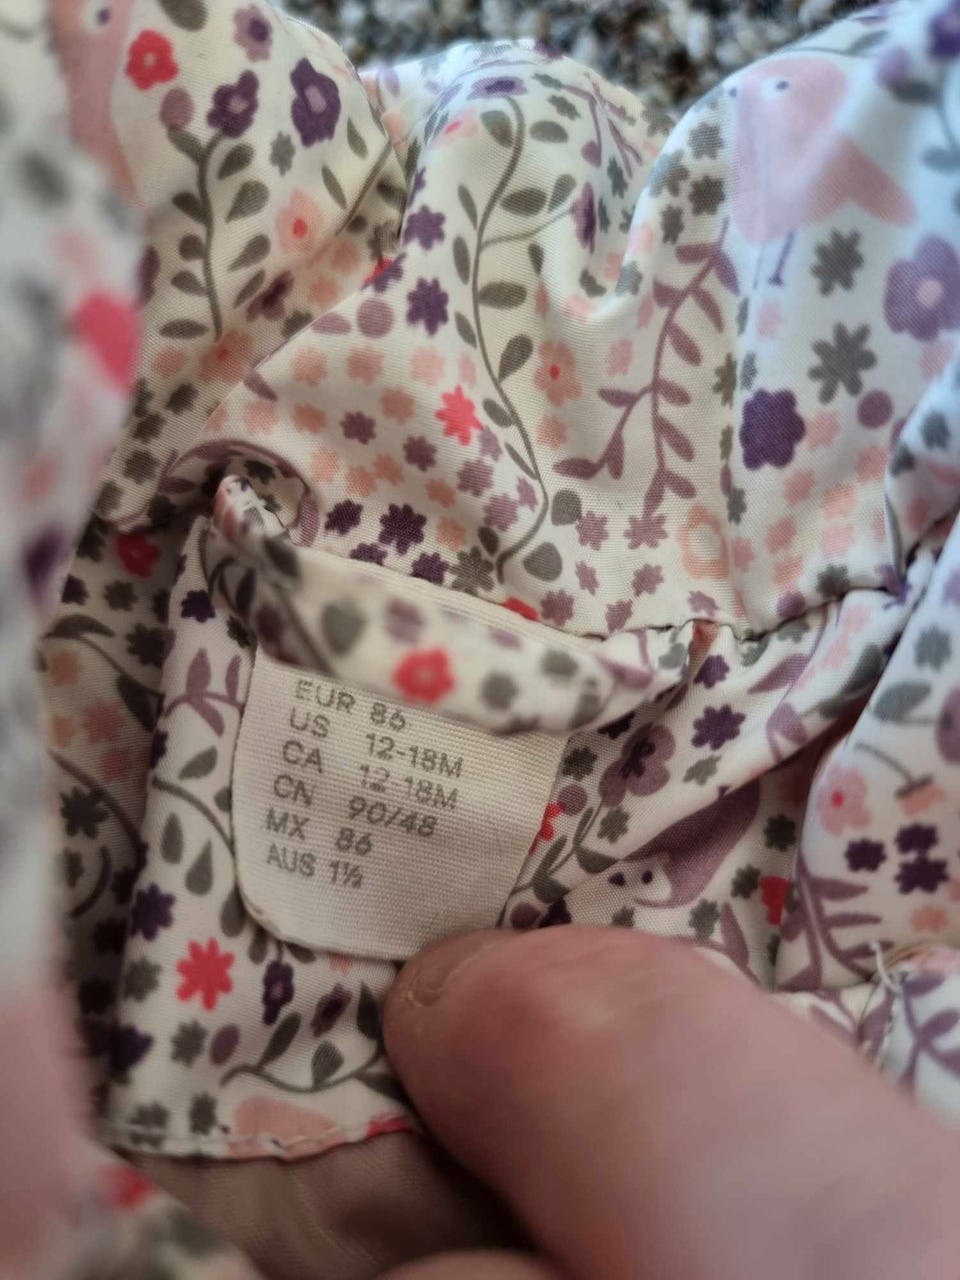 EUR 86
US 12-18M
CA 12-18M
CN 90/48
MX 86
AUS 1½